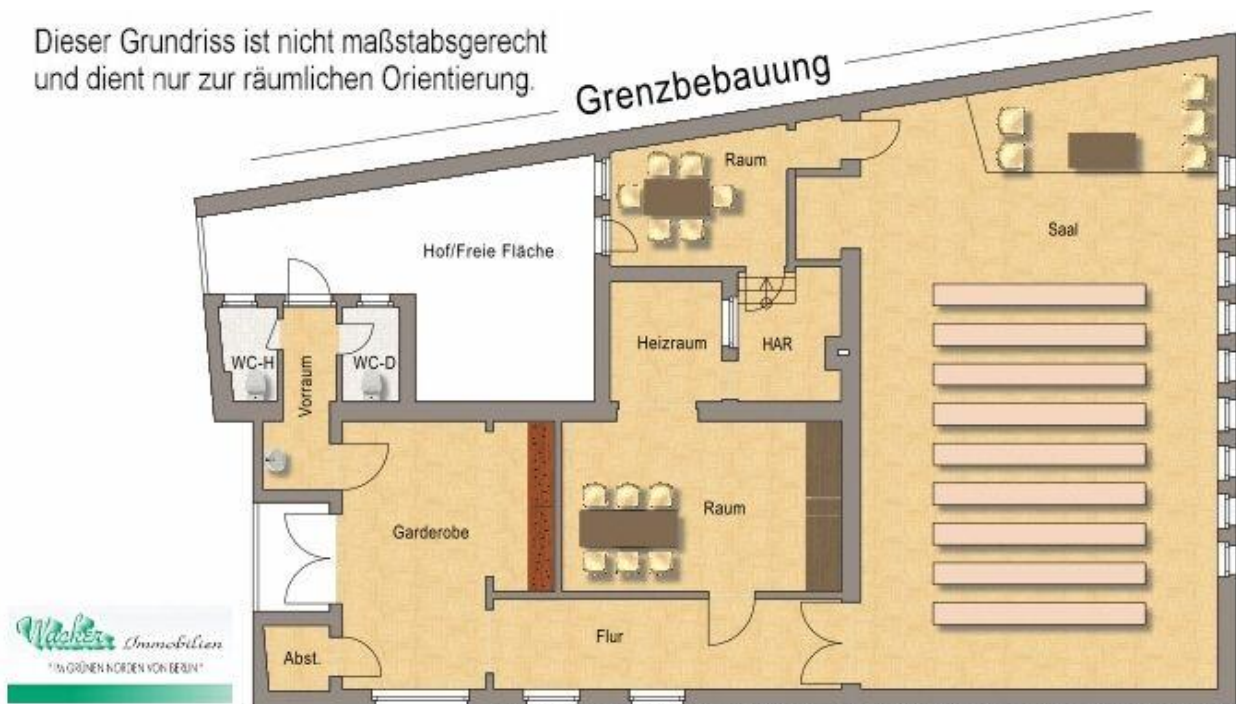 Dieser Grundriss ist nicht maßstabsgerecht
und dient nur zur räumlichen Orientierung.
Grenzbebauung
Raum
Saal
Hof/Freie Fläche
WC-H
Vorraum
WC-D
Heizraum
HAR
Garderobe
Raum
Flur
Abst.
Wacker Immobilien
"IM GRÜNEN NORDEN VON BERLIN"